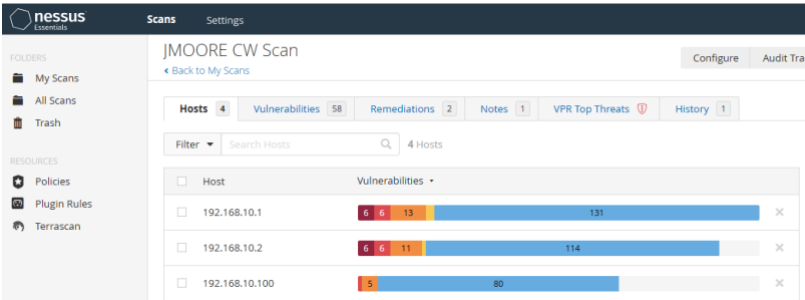 nessus
Essentials
Scans Settings
FOLDERS
My Scans
All Scans
Trash
RESOURCES
Policies
Plugin Rules
Terrascan
JMOORE CW Scan
Back to My Scans
Configure Audit Tra
Hosts 4 Vulnerabilities 58 Remediations 2 Notes 1 VPR Top Threats History 1
Filter Search Hosts 4 Hosts
Host Vulnerabilities
192.168.10.1 6 6 13 131
192.168.10.2 6 6 11 114
192.168.10.100 5 80